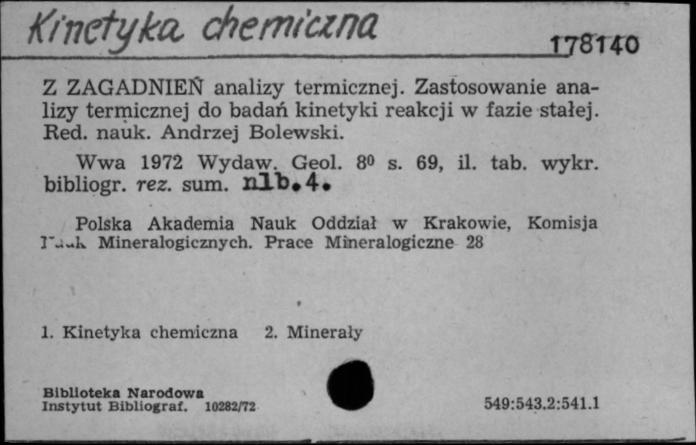 Kinetyka chemiczna
178140
Z ZAGADNIEŃ analizy termicznej. Zastosowanie ana-
lizy termicznej do badań kinetyki reakcji w fazie stałej.
Red. nauk. Andrzej Bolewski.
Wwa 1972 Wydaw. Geol. 8⁰ s. 69, il. tab. wykr.
bibliogr. rez. sum. nlb. 4.
Polska Akademia Nauk Oddział w Krakowie, Komisja
Mineralogicznych. Prace Mineralogiczne 28
1. Kinetyka chemiczna 2. Minerały
Biblioteka Narodowa
Instytut Bibliograf. 10282/72
549:543.2:541.1